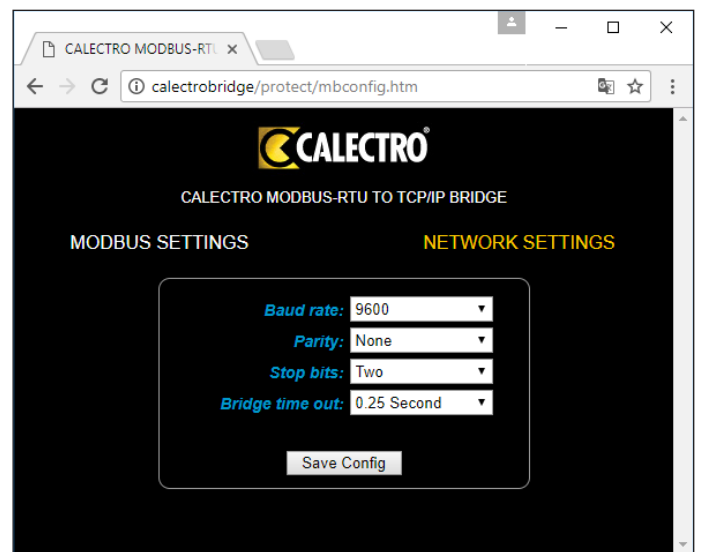 CALECTRO MODBUS-RTU
calectrobridge/protect/mbconfig.htm
CALECTRO®
CALECTRO MODBUS-RTU TO TCP/IP BRIDGE
MODBUS SETTINGS NETWORK SETTINGS
Baud rate: 9600
Parity: None
Stop bits: Two
Bridge time out: 0.25 Second
Save Config